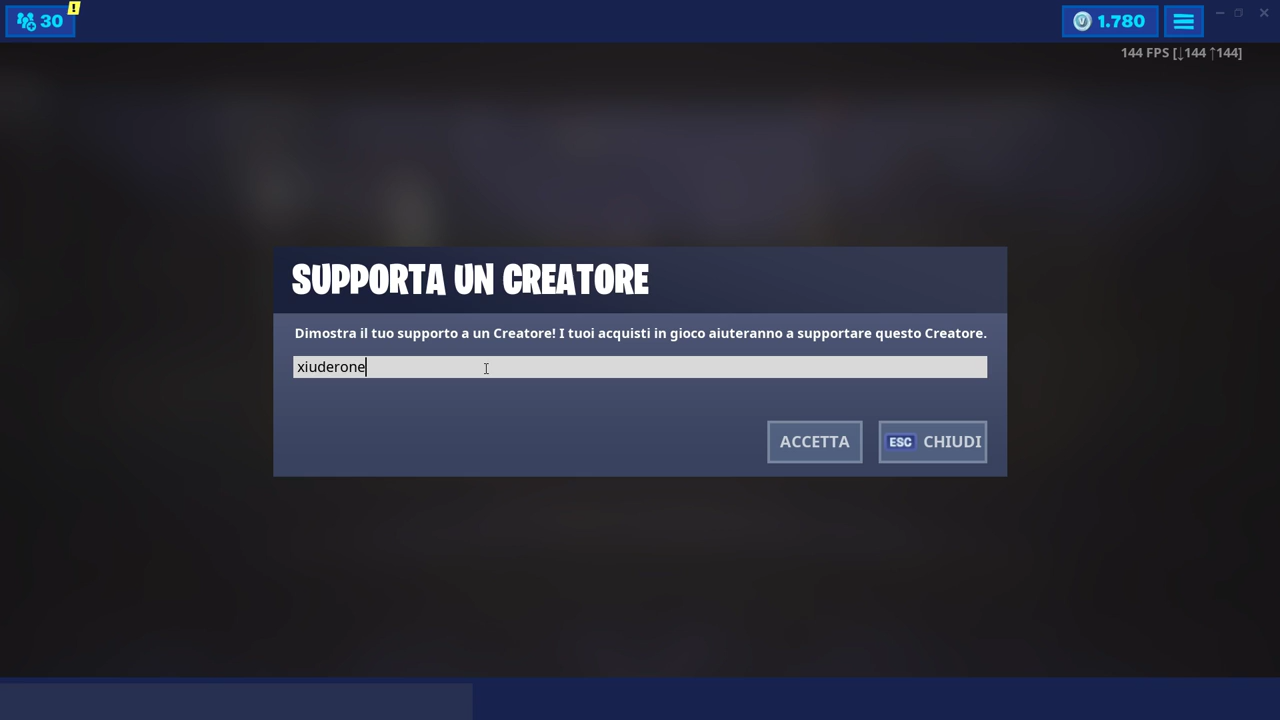 30
!
1.780
144 FPS [↓144 ↑144]
SUPPORTA UN CREATORE
Dimostra il tuo supporto a un Creatore! I tuoi acquisti in gioco aiuteranno a supportare questo Creatore.
xiuderone
ACCETTA
ESC CHIUDI